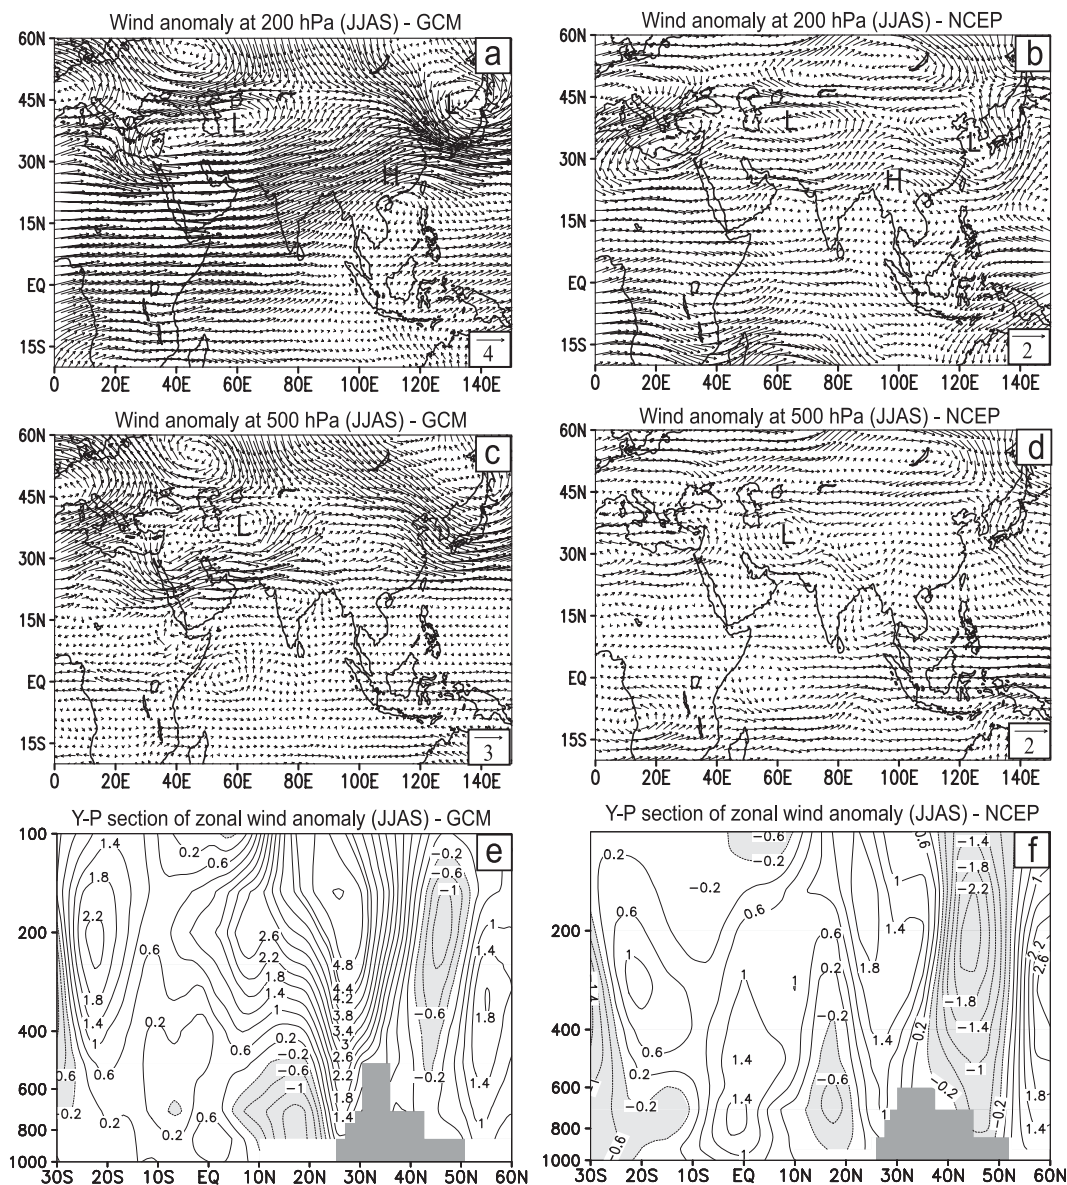 Wind anomaly at 200 hPa (JJAS) - GCM
Wind anomaly at 200 hPa (JJAS) - NCEP
60N
45N
30N
15N
EQ
15S
a
L
L
H
4
0 20E 40E 60E 80E 100E 120E 140E
60N
45N
30N
15N
EQ
15S
b
L
L
H
2
0 20E 40E 60E 80E 100E 120E 140E
Wind anomaly at 500 hPa (JJAS) - GCM
Wind anomaly at 500 hPa (JJAS) - NCEP
60N
45N
30N
15N
EQ
15S
c
L
3
0 20E 40E 60E 80E 100E 120E 140E
60N
45N
30N
15N
EQ
15S
d
L
2
0 20E 40E 60E 80E 100E 120E 140E
Y-P section of zonal wind anomaly (JJAS) - GCM
Y-P section of zonal wind anomaly (JJAS) - NCEP
100
200
400
600
800
1000
e
1.4 0.2 0.6 -0.2
1.8 -0.6
-1
2.2 0.6 2.6 1
2.2 1.4
1.8 4.8
1.8 1.4 4.4
1.4 0.2 1 4.2 -0.6 1.8
1 0.6 3.8
3.4
-0.2 3
0.6 0.2 -0.6 2.6 -0.2
-1 2.2 1.4
-0.2 0.6 1.8
0.2 0.2 1.4 1
30S 20S 10S EQ 10N 20N 30N 40N 50N 60N
200
400
600
800
1000
f
-0.6 0.6 -1.4
0.2 -0.2 -1.8
-0.2 1 -2.2 1
0.6 0.6
0.6 1.4 2.2
1 1 1 0.2 1.8 2.6
-1.8
1.4 -0.2 1.4 0.2 -1.4
0.6 1.4 -1
1 -0.2 -0.6 -0.2 1.8
1.4 1 -0.2
-0.6 1 1.4
30S 20S 10S EQ 10N 20N 30N 40N 50N 60N